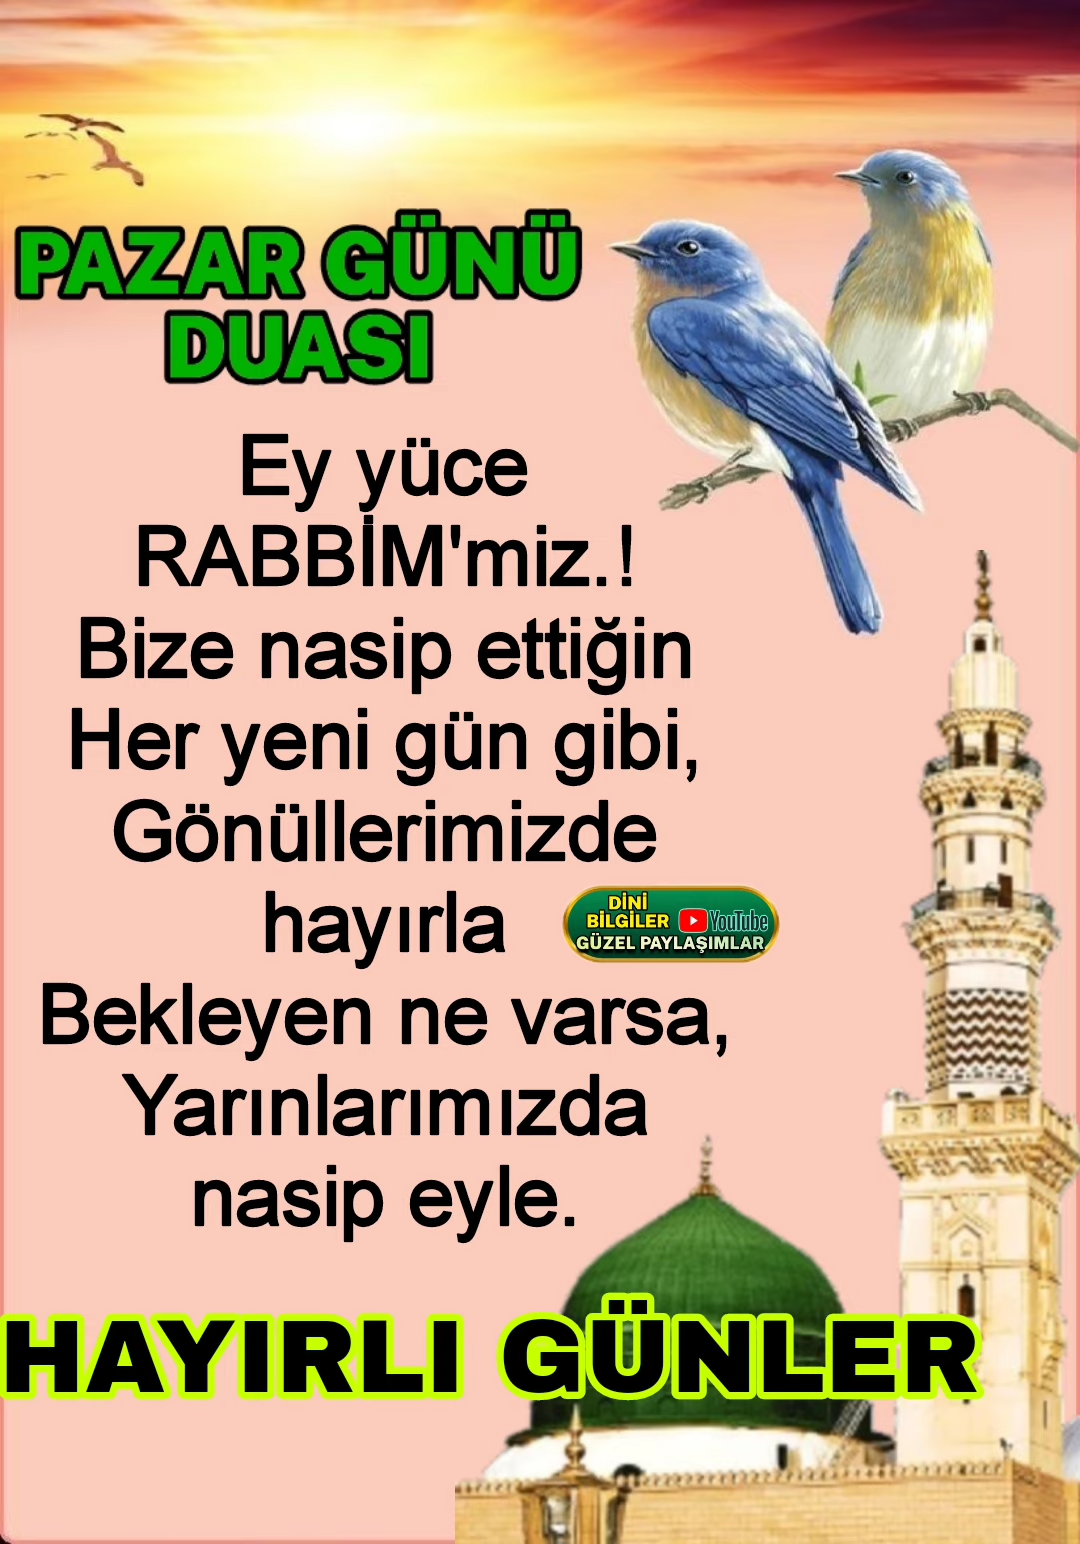 PAZAR GÜNÜ
DUASI
Ey yüce
RABBİM'miz.!
Bize nasip ettiğin
Her yeni gün gibi,
Gönüllerimizde
hayırla
DİNİ
BİLGİLER YouTube
GÜZEL PAYLAŞIMLAR
Bekleyen ne varsa,
Yarınlarımızda
nasip eyle.
HAYIRLI GÜNLER